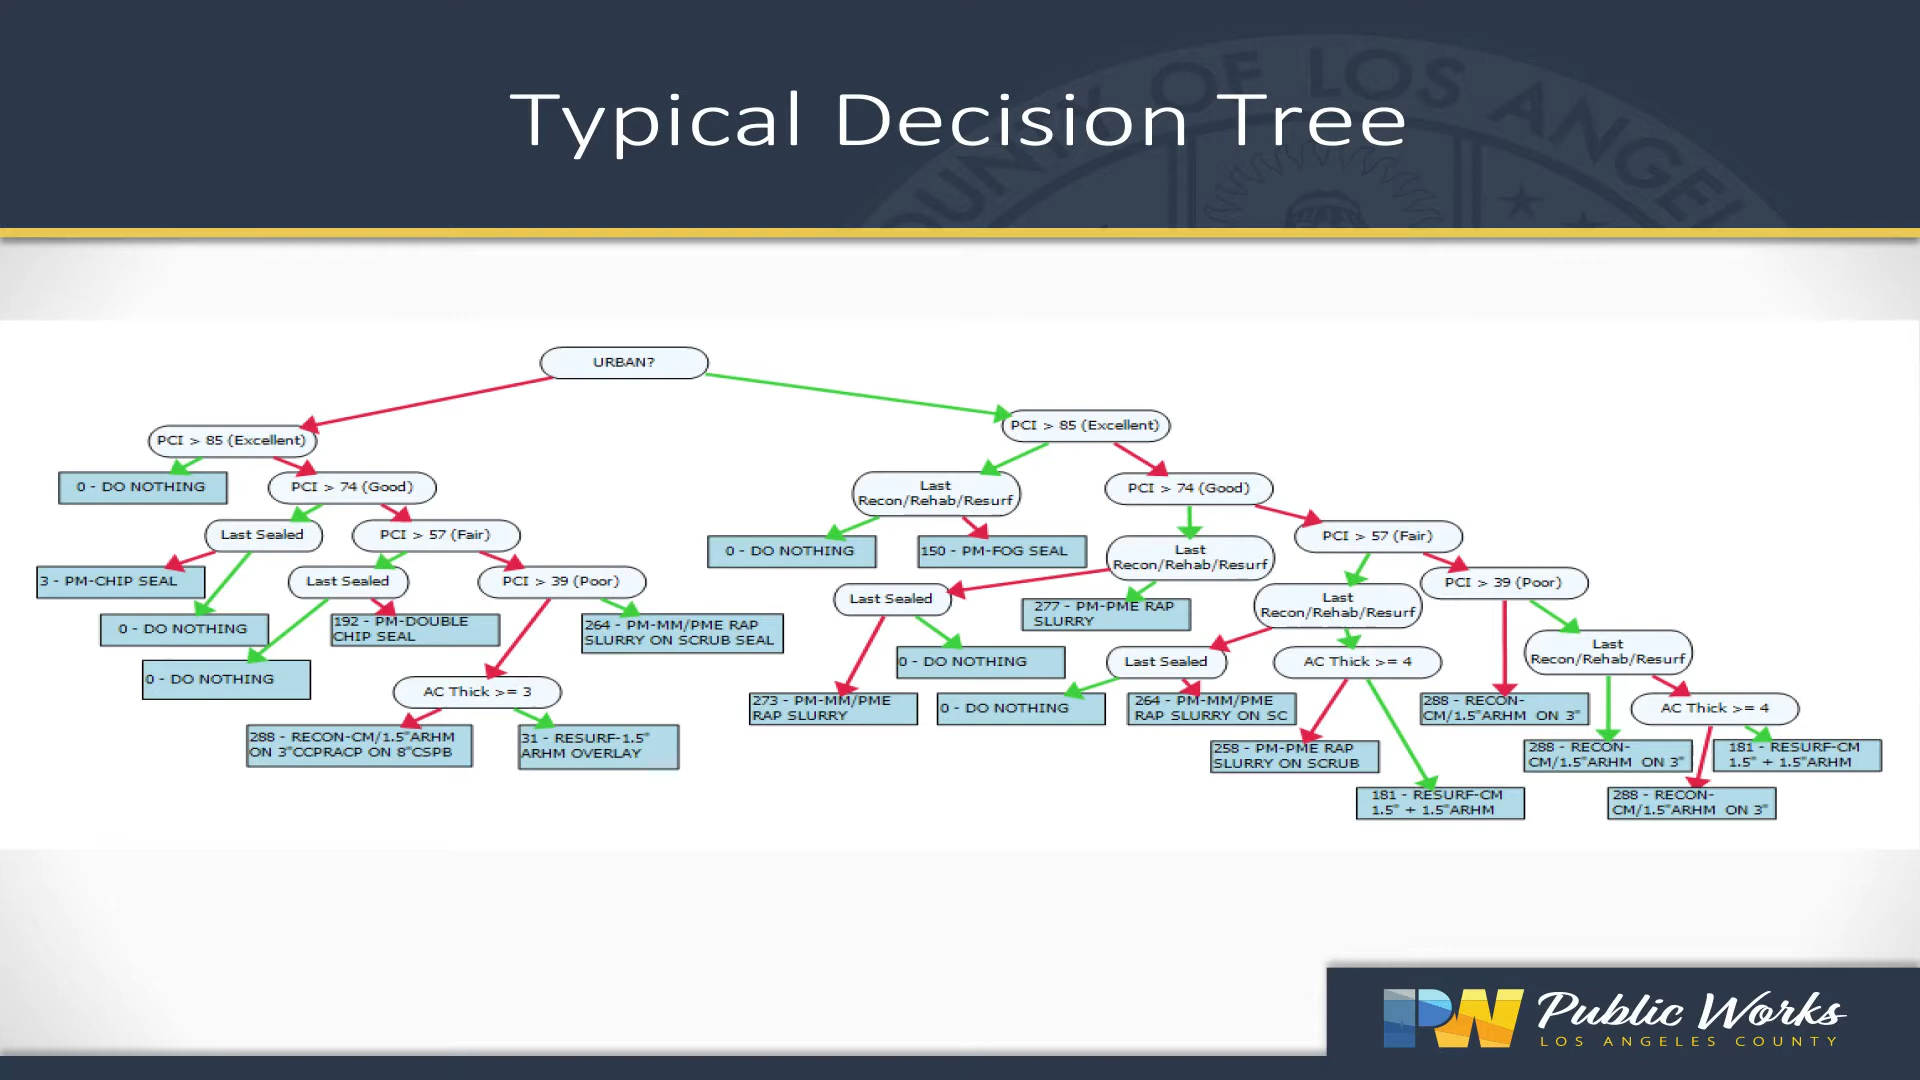 COUNTY OF LOS ANGEL
Typical Decision Tree
URBAN?
PCI > 85 (Excellent)
0 - DO NOTHING
PCI > 74 (Good)
Last Sealed
PCI > 57 (Fair)
3 - PM-CHIP SEAL
Last Sealed
PCI > 39 (Poor)
0 - DO NOTHING
192 - PM-DOUBLE
CHIP SEAL
264 - PM-MM/PME RAP
SLURRY ON SCRUB SEAL
0 - DO NOTHING
AC Thick >= 3
288 - RECON-CM/1.5"ARHM
ON 3"CCPRACP ON 8"CSPB
31 - RESURF-1.5"
ARHM OVERLAY
PCI > 85 (Excellent)
Last
Recon/Rehab/Resurf
PCI > 74 (Good)
0 - DO NOTHING
150 - PM-FOG SEAL
Last
Recon/Rehab/Resurf
PCI > 57 (Fair)
Last Sealed
277 - PM-PME RAP
SLURRY
Last
Recon/Rehab/Resurf
PCI > 39 (Poor)
0 - DO NOTHING
Last Sealed
AC Thick >= 4
Last
Recon/Rehab/Resurf
273 - PM-MM/PME
RAP SLURRY
0 - DO NOTHING
264 - PM-MM/PME
RAP SLURRY ON SC
288 - RECON-
CM/1.5"ARHM ON 3"
AC Thick >= 4
258 - PM-PME RAP
SLURRY ON SCRUB
288 - RECON-
CM/1.5"ARHM ON 3"
181 - RESURF-CM
1.5" + 1.5"ARHM
181 - RESURF-CM
1.5" + 1.5"ARHM
288 - RECON-
CM/1.5"ARHM ON 3"
PW
Public Works
LOS ANGELES COUNTY